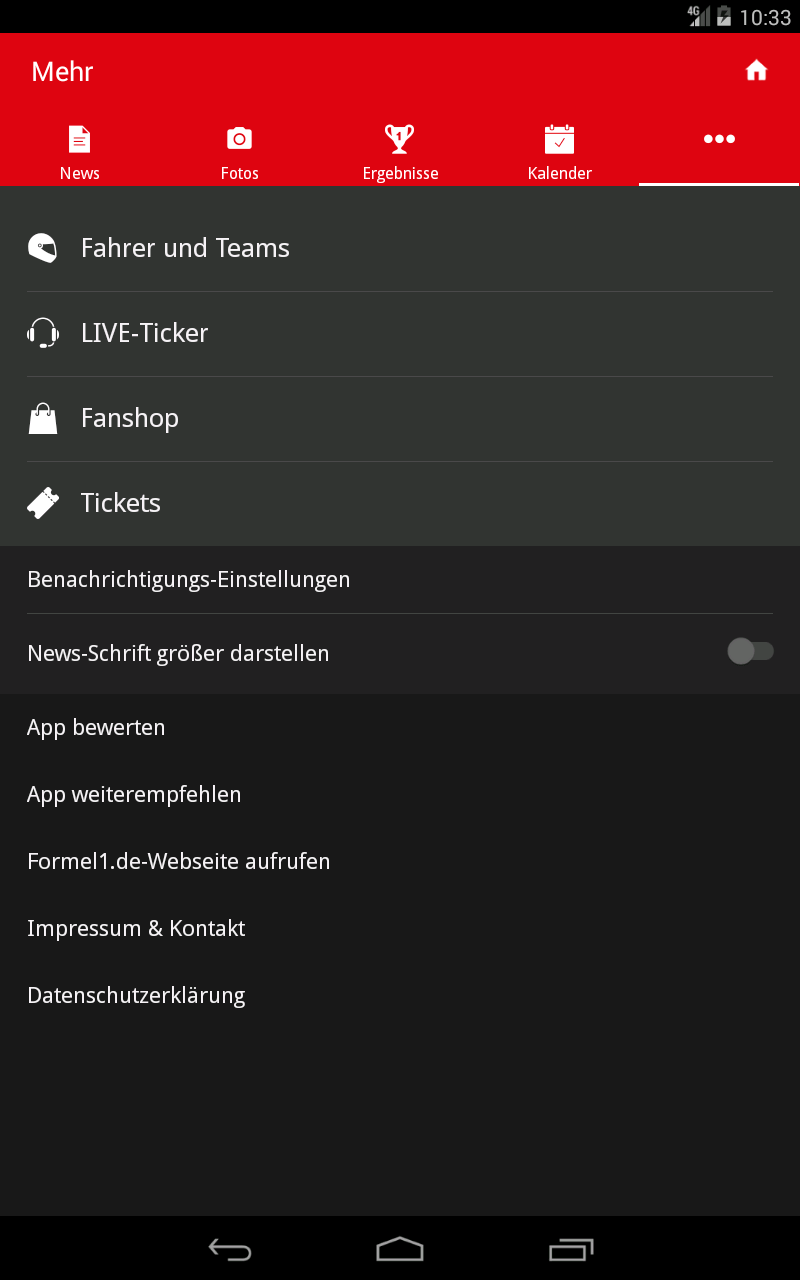 4G 10:33
Mehr
News Fotos Ergebnisse Kalender
Fahrer und Teams
LIVE-Ticker
Fanshop
Tickets
Benachrichtigungs-Einstellungen
News-Schrift größer darstellen
App bewerten
App weiterempfehlen
Formel1.de-Webseite aufrufen
Impressum & Kontakt
Datenschutzerklärung